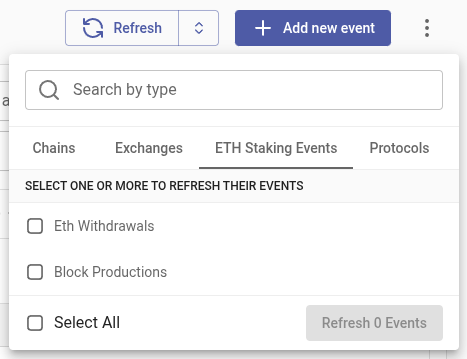 Refresh
Add new event
Search by type
Chains Exchanges ETH Staking Events Protocols
SELECT ONE OR MORE TO REFRESH THEIR EVENTS
Eth Withdrawals
Block Productions
Select All
Refresh 0 Events